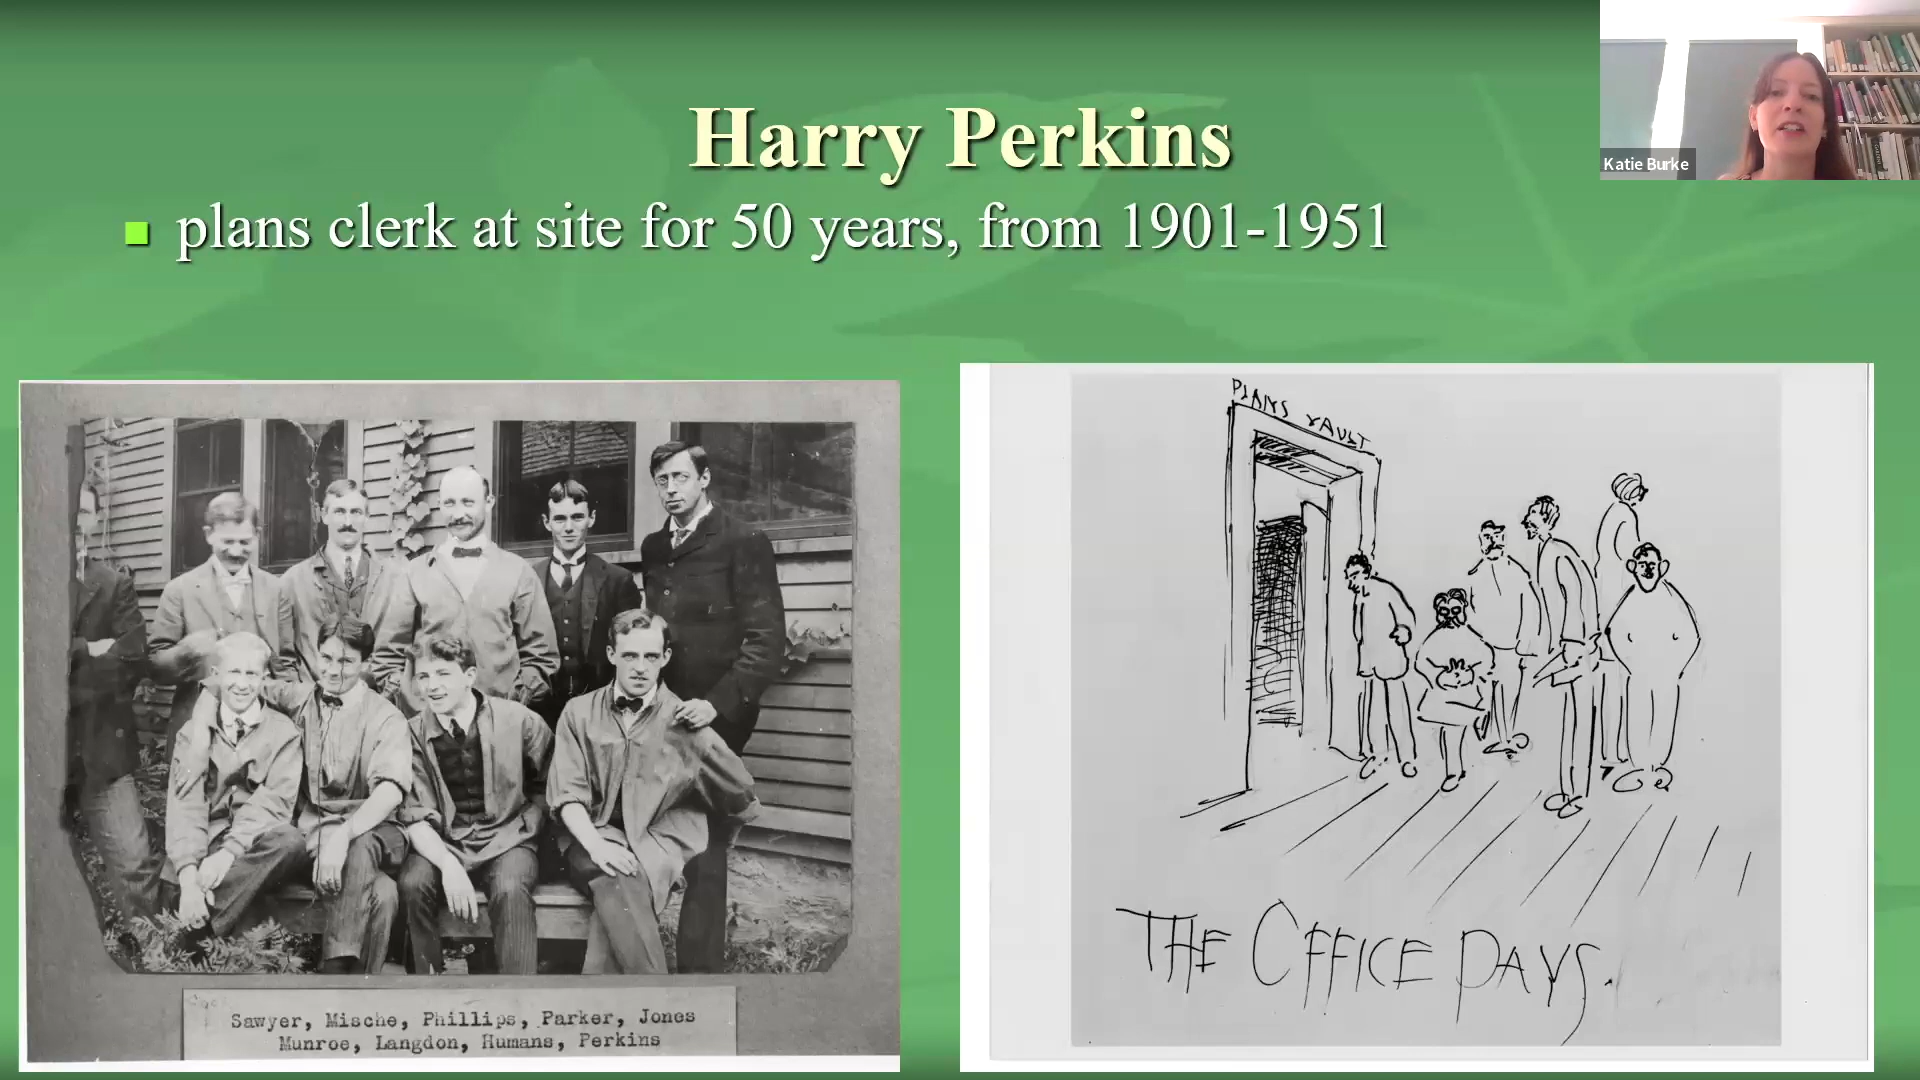 Harry Perkins
plans clerk at site for 50 years, from 1901-1951
Katie Burke
Sawyer, Mische, Phillips, Parker, Jones
Munroe, Langdon, Humans, Perkins
PLANS VAULT
THE OFFICE DAYS.